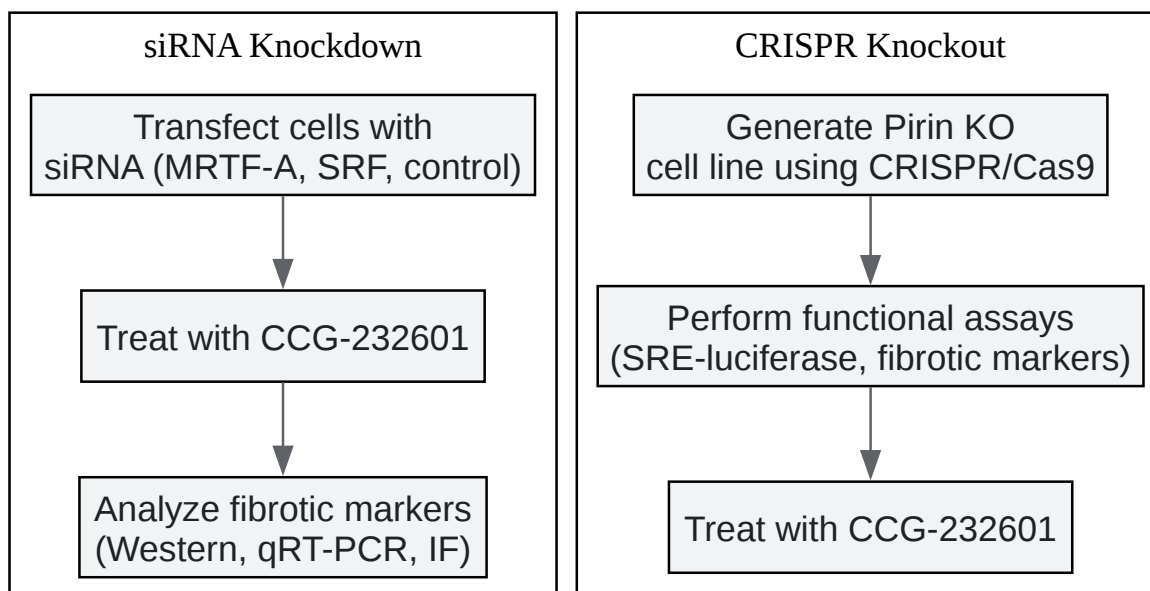 siRNA Knockdown
Transfect cells with
siRNA (MRTF-A, SRF, control)
Treat with CCG-232601
Analyze fibrotic markers
(Western, qRT-PCR, IF)
CRISPR Knockout
Generate Pirin KO
cell line using CRISPR/Cas9
Perform functional assays
(SRE-luciferase, fibrotic markers)
Treat with CCG-232601